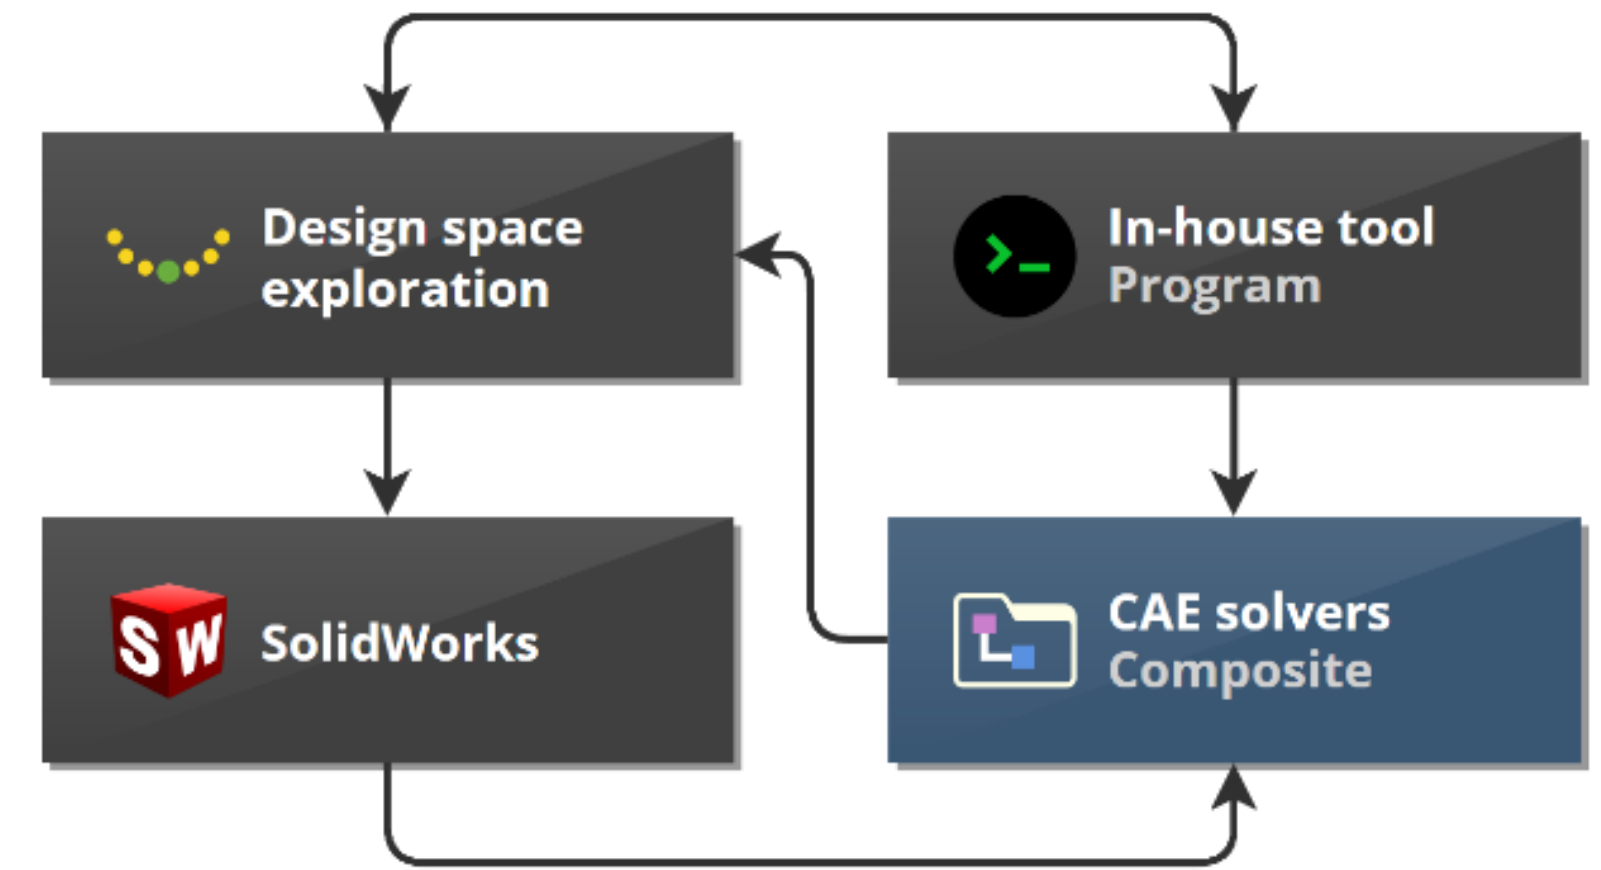 Design space
exploration
In-house tool
Program
SW
SolidWorks
CAE solvers
Composite